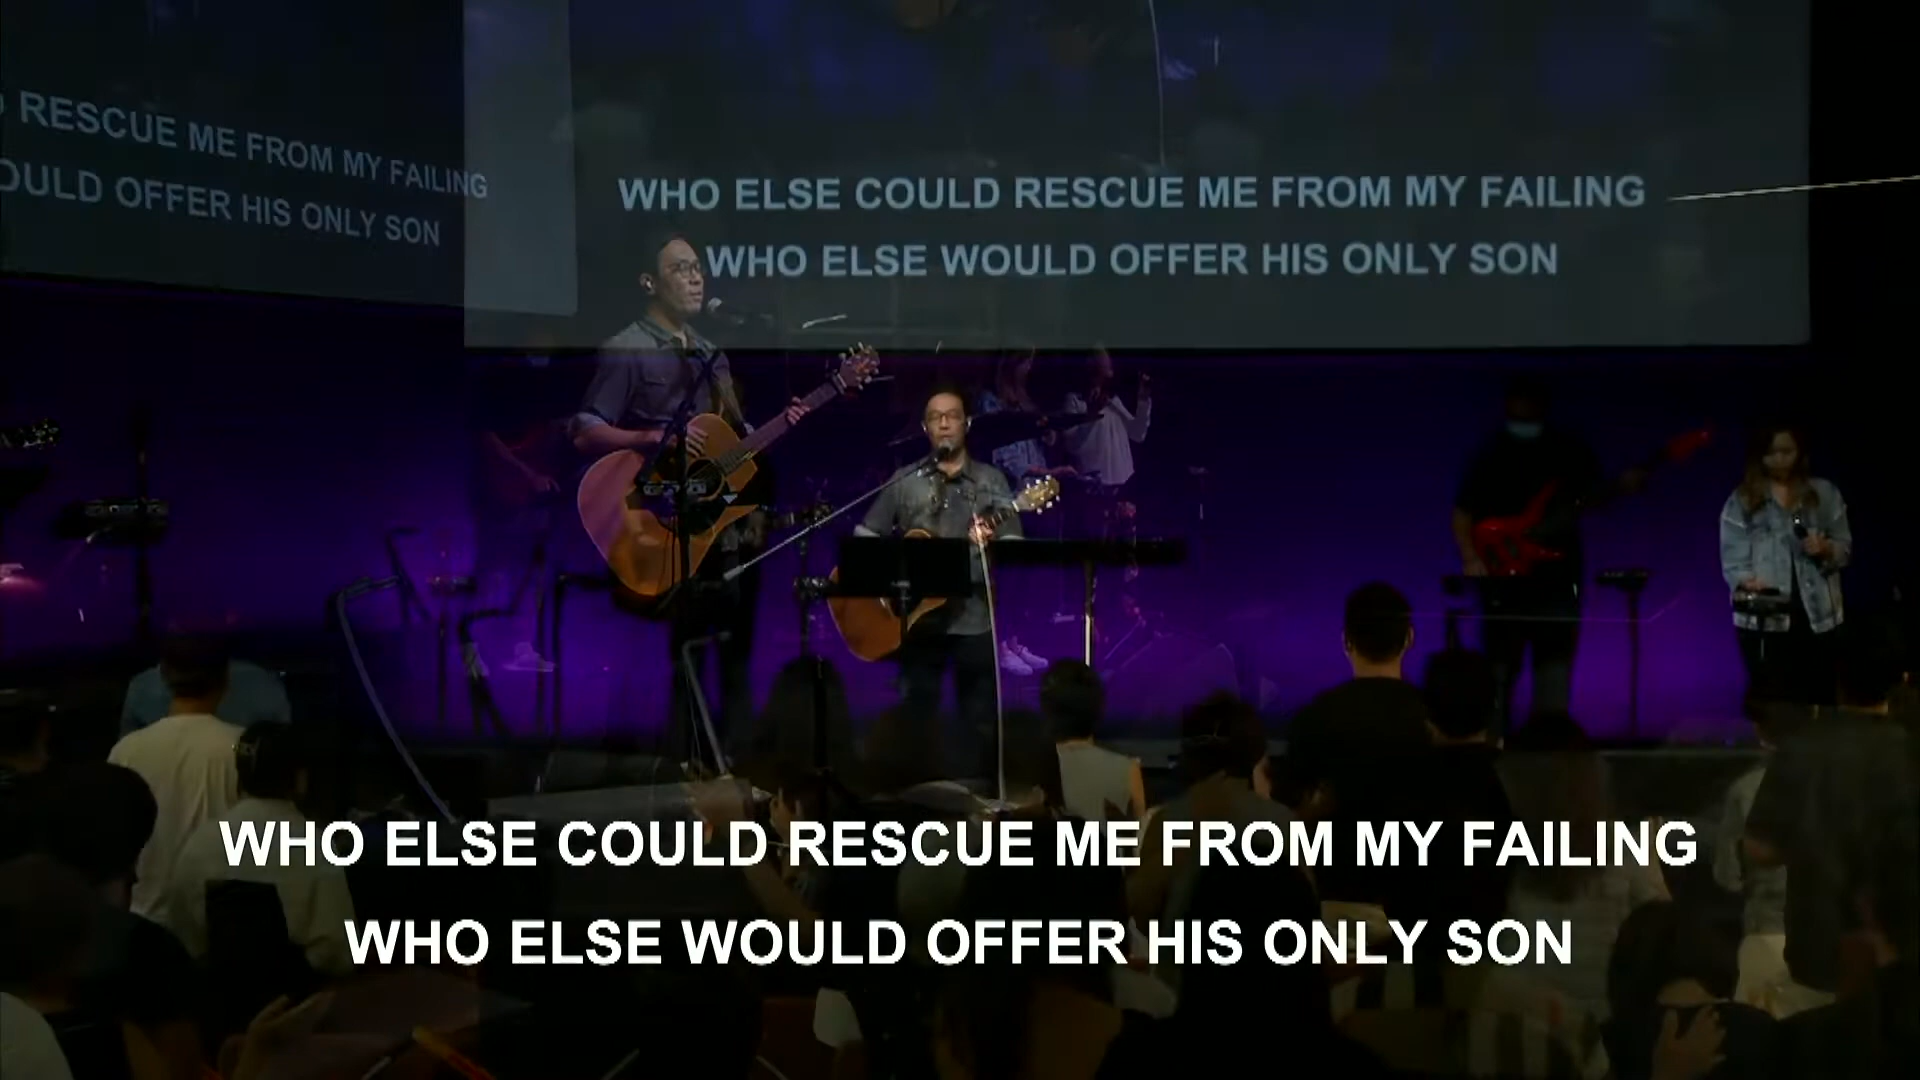 RESCUE ME FROM MY FAILING
OULD OFFER HIS ONLY SON
WHO ELSE COULD RESCUE ME FROM MY FAILING
WHO ELSE WOULD OFFER HIS ONLY SON
WHO ELSE COULD RESCUE ME FROM MY FAILING
WHO ELSE WOULD OFFER HIS ONLY SON